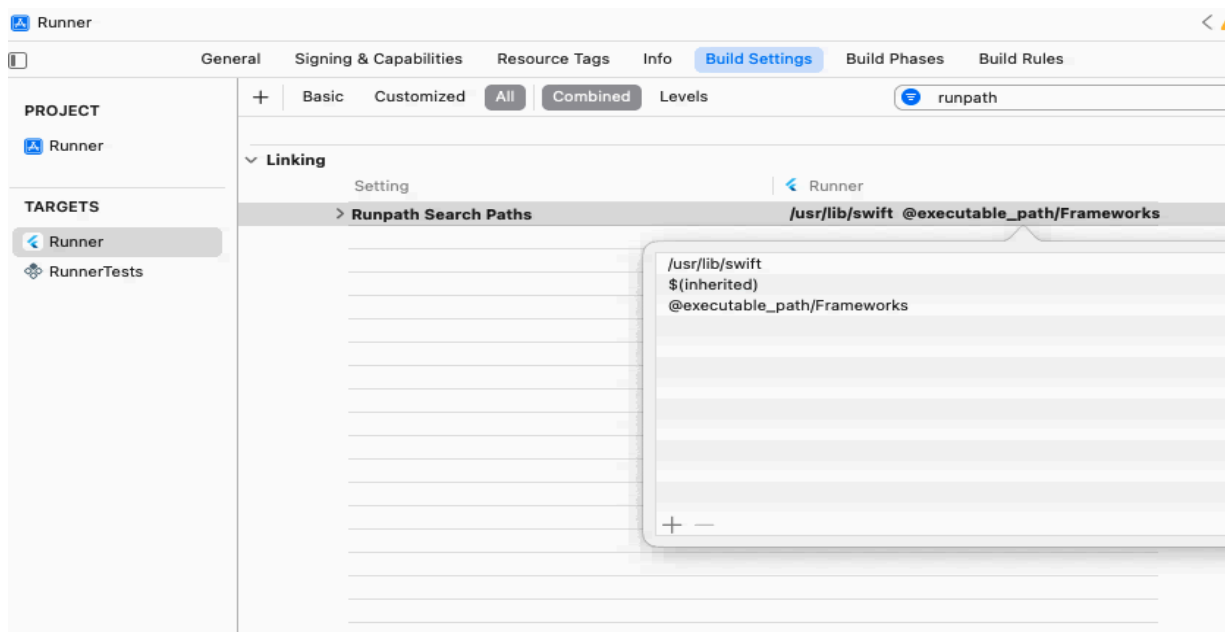 Runner
General Signing & Capabilities Resource Tags Info Build Settings Build Phases Build Rules
PROJECT
Runner
TARGETS
Runner
RunnerTests
+ Basic Customized All Combined Levels runpath
Linking
Setting Runner
Runpath Search Paths /usr/lib/swift @executable_path/Frameworks
/usr/lib/swift
$(inherited)
@executable_path/Frameworks